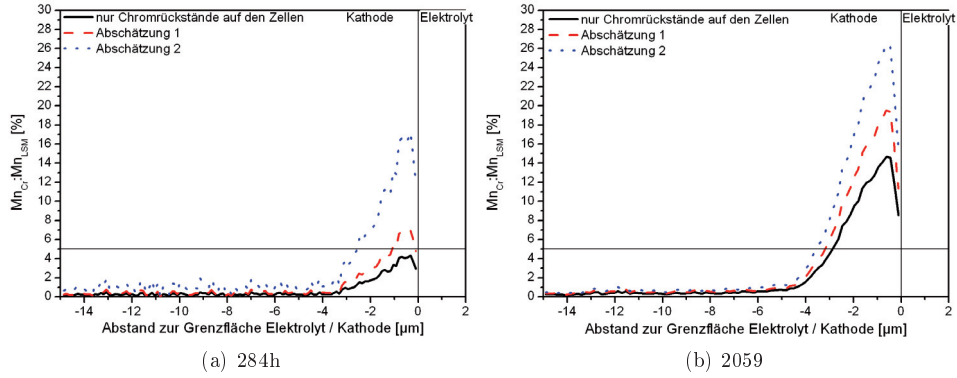 Kathode Elektrolyt
nur Chromrückstände auf den Zellen
Abschätzung 1
Abschätzung 2
30
28
26
24
22
20
18
16
14
12
10
8
6
4
2
0
Mn_Cr:Mn_LSM [%]
-14 -12 -10 -8 -6 -4 -2 0 2
Abstand zur Grenzfläche Elektrolyt / Kathode [µm]
(a) 284h
Kathode Elektrolyt
nur Chromrückstände auf den Zellen
Abschätzung 1
Abschätzung 2
30
28
26
24
22
20
18
16
14
12
10
8
6
4
2
0
Mn_Cr:Mn_LSM [%]
-14 -12 -10 -8 -6 -4 -2 0 2
Abstand zur Grenzfläche Elektrolyt / Kathode [µm]
(b) 2059